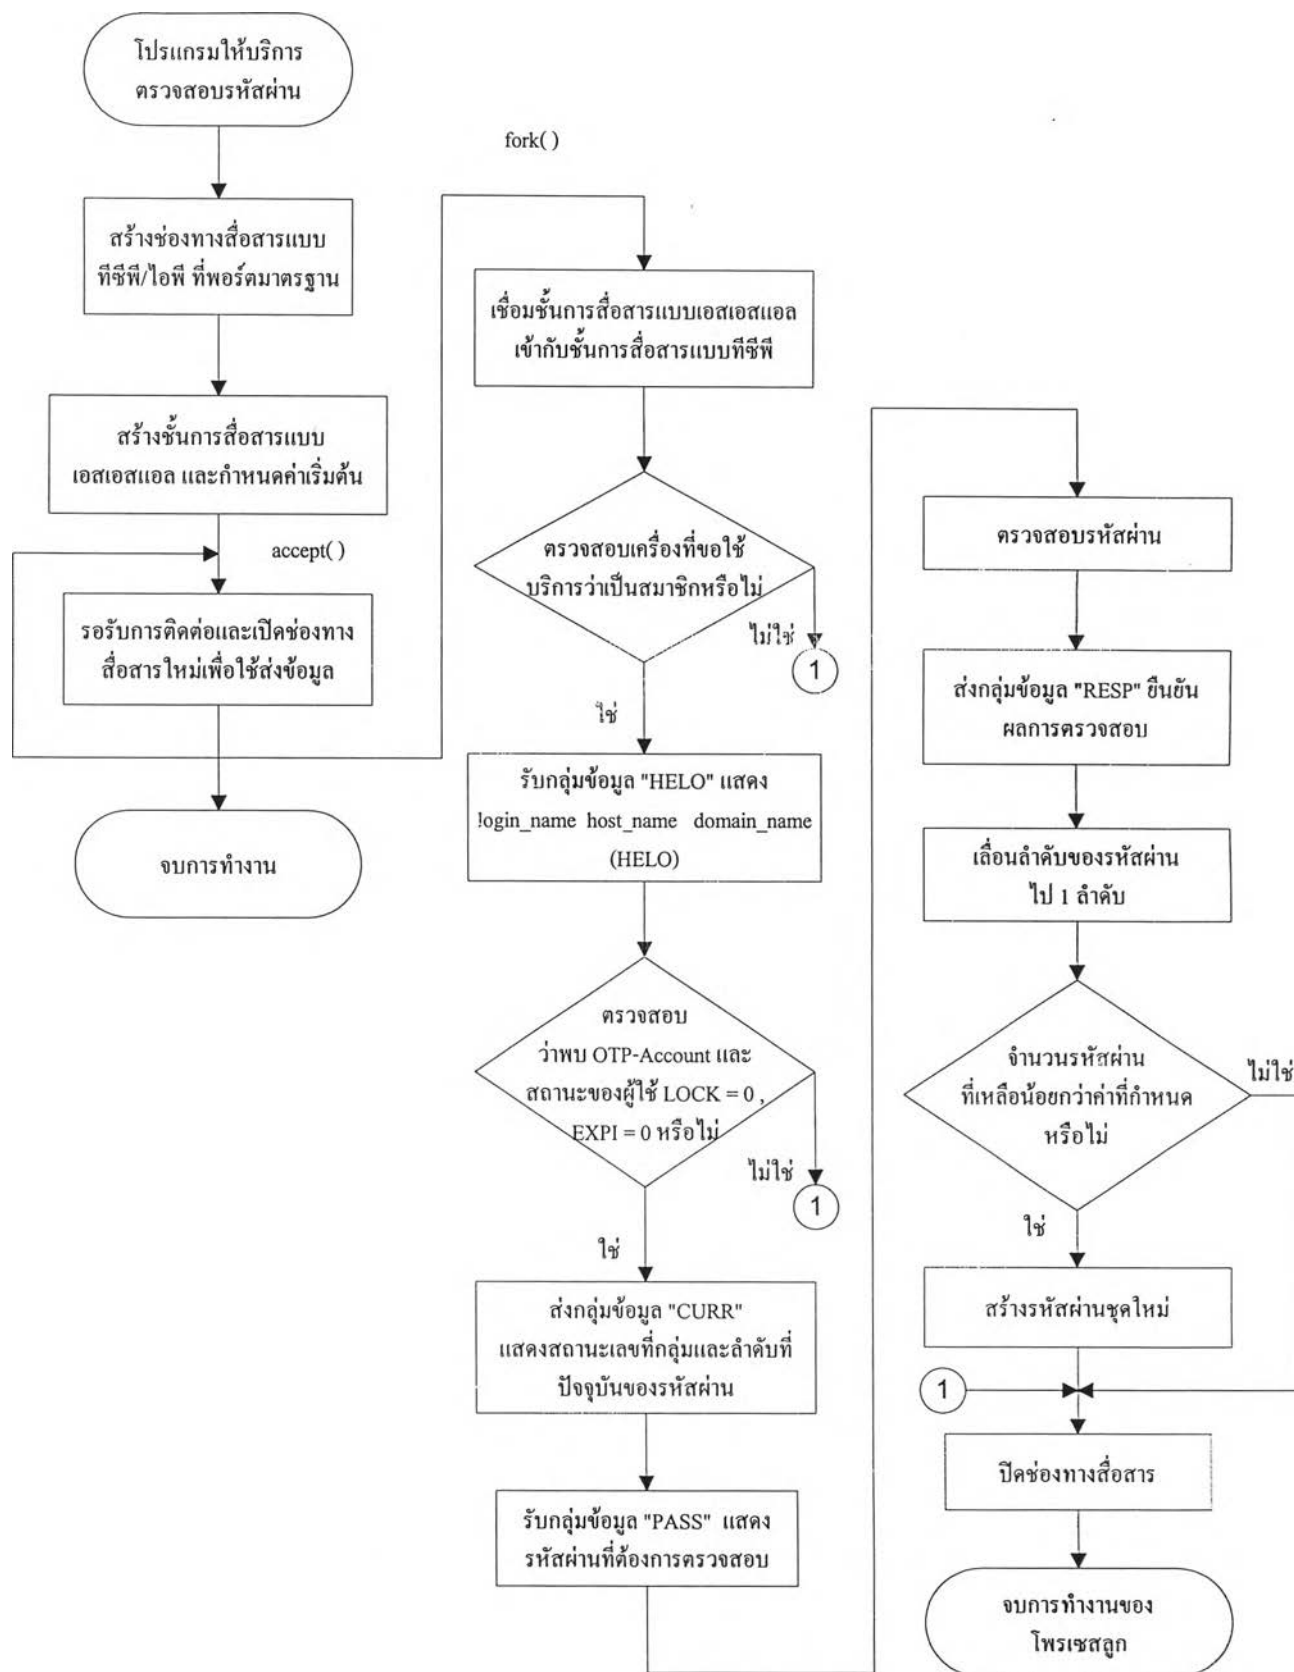 โปรแกรมให้บริการ
ตรวจสอบรหัสผ่าน
สร้างช่องทางสื่อสารแบบ
ทีซีพี/ไอพี ที่พอร์ตมาตรฐาน
สร้างชั้นการสื่อสารแบบ
เอสเอสแอล และกำหนดค่าเริ่มต้น
accept( )
รอรับการติดต่อและเปิดช่องทาง
สื่อสารใหม่เพื่อใช้ส่งข้อมูล
จบการทำงาน
fork( )
เชื่อมชั้นการสื่อสารแบบเอสเอสแอล
เข้ากับชั้นการสื่อสารแบบทีซีพี
ตรวจสอบเครื่องที่ขอใช้
บริการว่าเป็นสมาชิกหรือไม่
ไม่ใช่
1
ใช่
รับกลุ่มข้อมูล "HELO" แสดง
login_name host_name domain_name
(HELO)
ตรวจสอบ
ว่าพบ OTP-Account และ
สถานะของผู้ใช้ LOCK = 0 ,
EXPI = 0 หรือไม่
ไม่ใช่
1
ใช่
ส่งกลุ่มข้อมูล "CURR"
แสดงสถานะเลขที่กลุ่มและลำดับที่
ปัจจุบันของรหัสผ่าน
รับกลุ่มข้อมูล "PASS" แสดง
รหัสผ่านที่ต้องการตรวจสอบ
ตรวจสอบรหัสผ่าน
ส่งกลุ่มข้อมูล "RESP" ยืนยัน
ผลการตรวจสอบ
เลื่อนลำดับของรหัสผ่าน
ไป 1 ลำดับ
จำนวนรหัสผ่าน
ที่เหลือน้อยกว่าค่าที่กำหนด
หรือไม่
ไม่ใช่
ใช่
สร้างรหัสผ่านชุดใหม่
1
ปิดช่องทางสื่อสาร
จบการทำงานของ
โพรเซสลูก